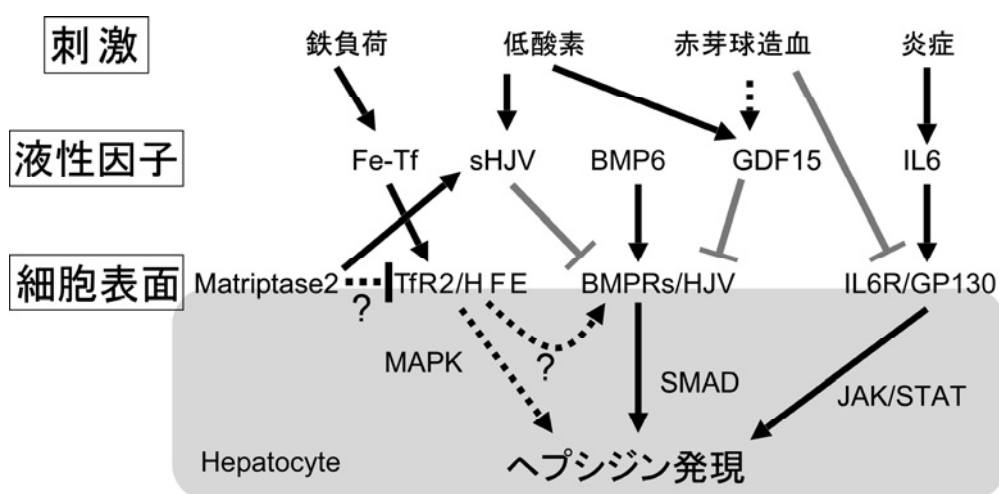 刺激 鉄負荷 低酸素 赤芽球造血 炎症
液性因子 Fe-Tf sHJV BMP6 GDF15 IL6
細胞表面 Matriptase2 TfR2/HFE BMPRs/HJV IL6R/GP130
?
MAPK ? SMAD JAK/STAT
Hepatocyte ヘプシジン発現